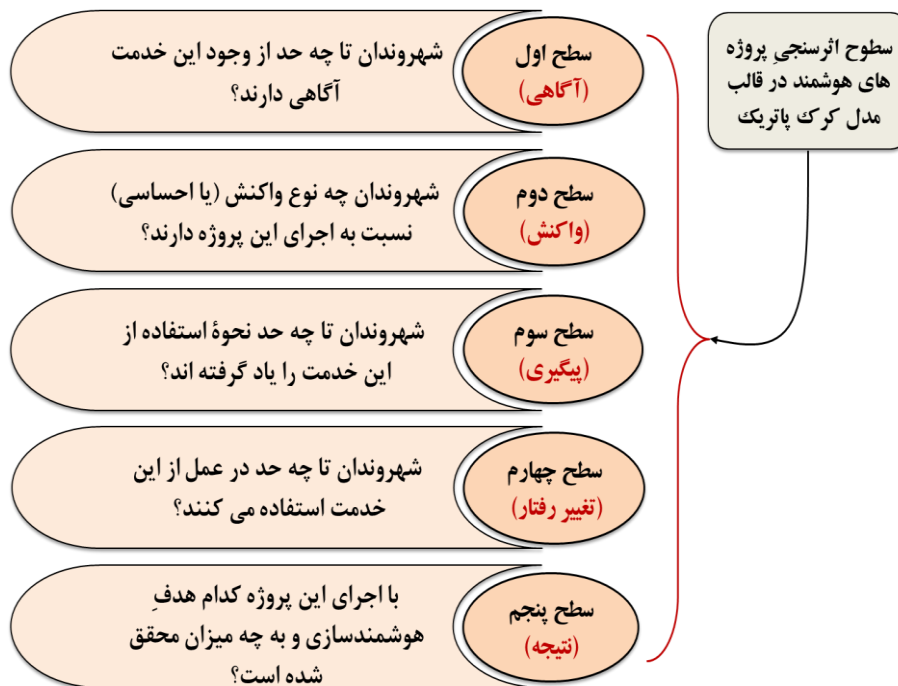 سطوح اثرسنجیِ پروژه
های هوشمند در قالب
مدل کرک پاتریک
سطح اول
(آگاهی)
شهروندان تا چه حد از وجود این خدمت
آگاهی دارند؟
سطح دوم
(واکنش)
شهروندان چه نوع واکنش (یا احساسی)
نسبت به اجرای این پروژه دارند؟
سطح سوم
(پیگیری)
شهروندان تا چه حد نحوۀ استفاده از
این خدمت را یاد گرفته اند؟
سطح چهارم
(تغییر رفتار)
شهروندان تا چه حد در عمل از این
خدمت استفاده می کنند؟
سطح پنجم
(نتیجه)
با اجرای این پروژه کدام هدفِ
هوشمندسازی و به چه میزان محقق
شده است؟